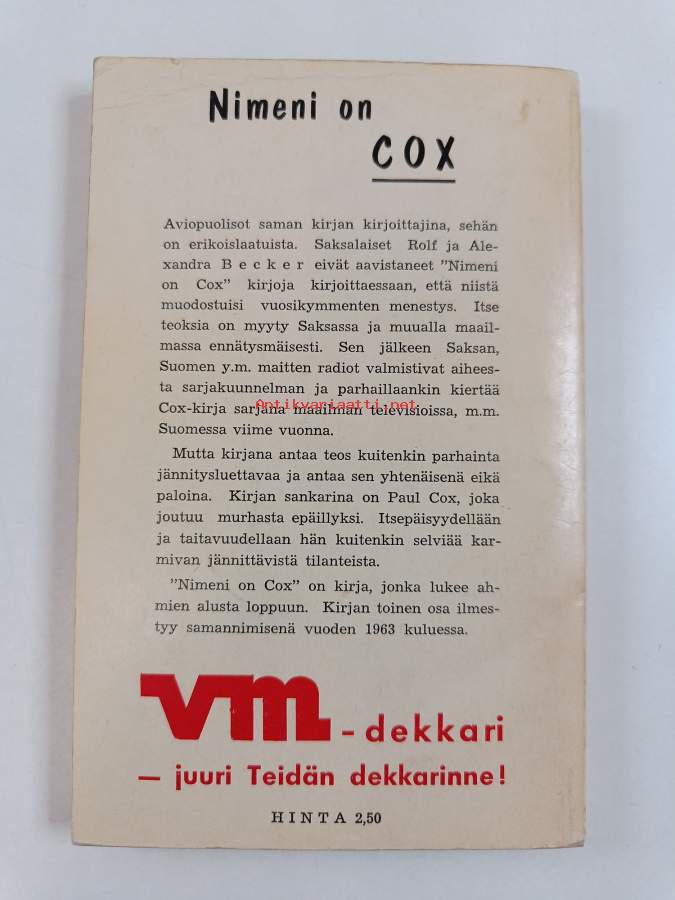 Nimeni on
COX
Aviopuolisot saman kirjan kirjoittajina, sehän
on erikoislaatuista. Saksalaiset Rolf ja Ale-
xandra Becker eivät aavistaneet "Nimeni
on Cox" kirjoja kirjoittaessaan, että niistä
muodostuisi vuosikymmenten menestys. Itse
teoksia on myyty Saksassa ja muualla maail-
massa ennätysmäisesti. Sen jälkeen Saksan,
Suomen y.m. maitten radiot valmistivat aihees-
ta sarjakuunnelman ja parhaillaankin kiertää
Cox-kirja sarjana maailman televisioissa, m.m.
Antikvariaatti.net
Suomessa viime vuonna.
Mutta kirjana antaa teos kuitenkin parhainta
jännitysluettavaa ja antaa sen yhtenäisenä eikä
paloina. Kirjan sankarina on Paul Cox, joka
joutuu murhasta epäillyksi. Itsepäisyydellään
ja taitavuudellaan hän kuitenkin selviää kar-
mivan jännittävistä tilanteista.
"Nimeni on Cox" on kirja, jonka lukee ah-
mien alusta loppuun. Kirjan toinen osa ilmes-
tyy samannimisenä vuoden 1963 kuluessa.
vm - dekkari
— juuri Teidän dekkarinne!
HINTA 2,50